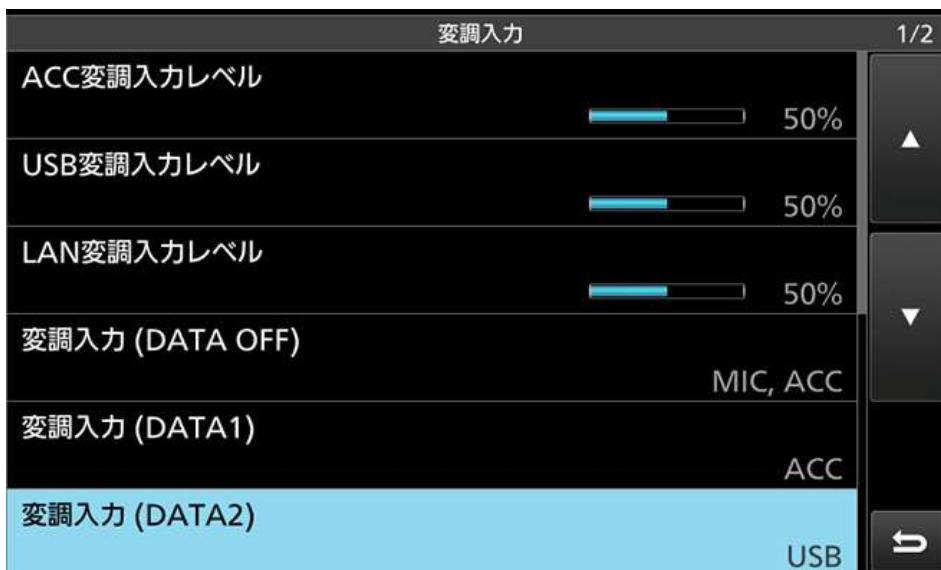 変調入力 1/2
ACC変調入力レベル
50%
USB変調入力レベル
50%
LAN変調入力レベル
50%
変調入力 (DATA OFF)
MIC, ACC
変調入力 (DATA1)
ACC
変調入力 (DATA2)
USB